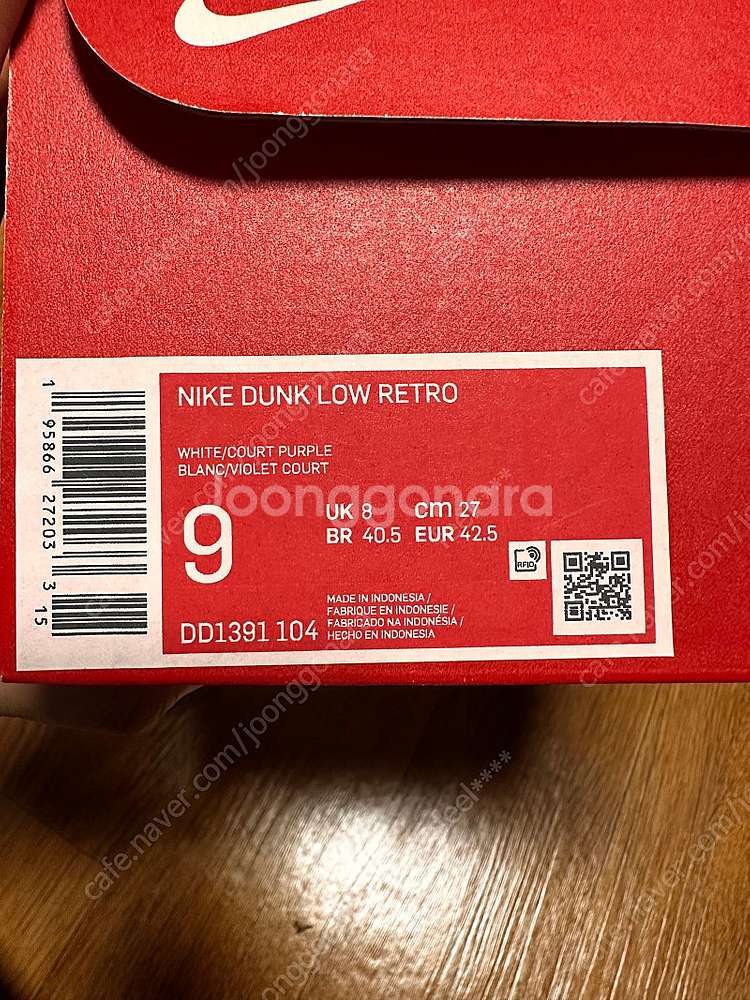 NIKE DUNK LOW RETRO
WHITE/COURT PURPLE
BLANC/VIOLET COURT
9
UK 8 cm 27
BR 40.5 EUR 42.5
RFID
DD1391 104
MADE IN INDONESIA /
FABRIQUE EN INDONESIE /
FABRICADO NA INDONÉSIA /
HECHO EN INDONESIA
1 95866 27203 3 15
Joonggonara
cafe.naver.com/joonggonara